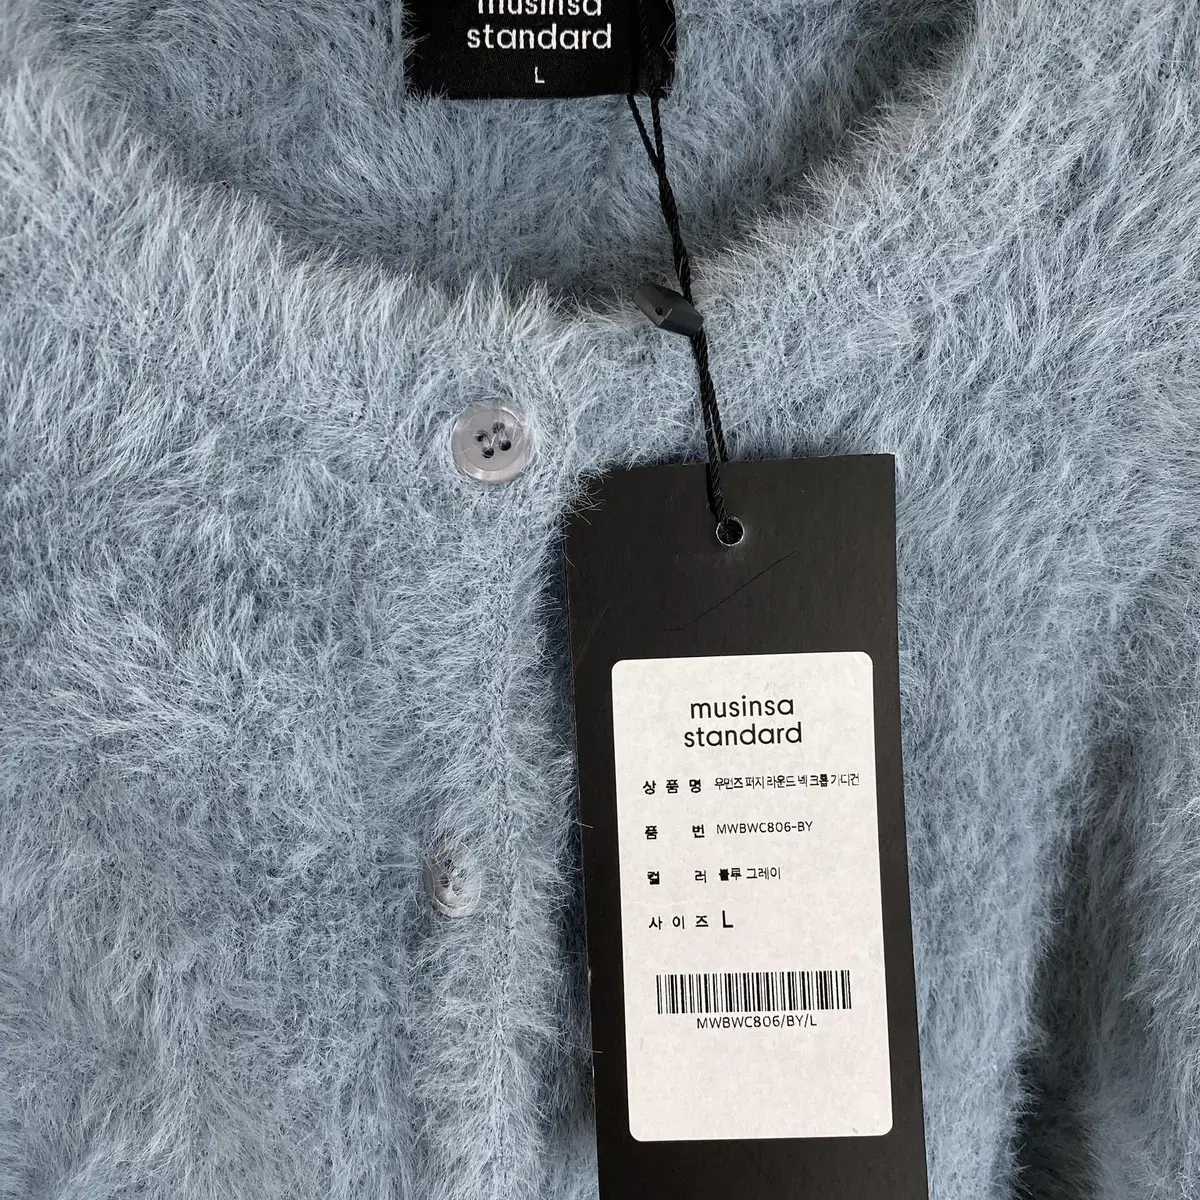 musinsa
standard
L
musinsa
standard
상품명 우먼즈 퍼지 라운드 넥 크롭 가디건
품번 MWBWC806-BY
컬러 블루 그레이
사이즈 L
MWBWC806/BY/L